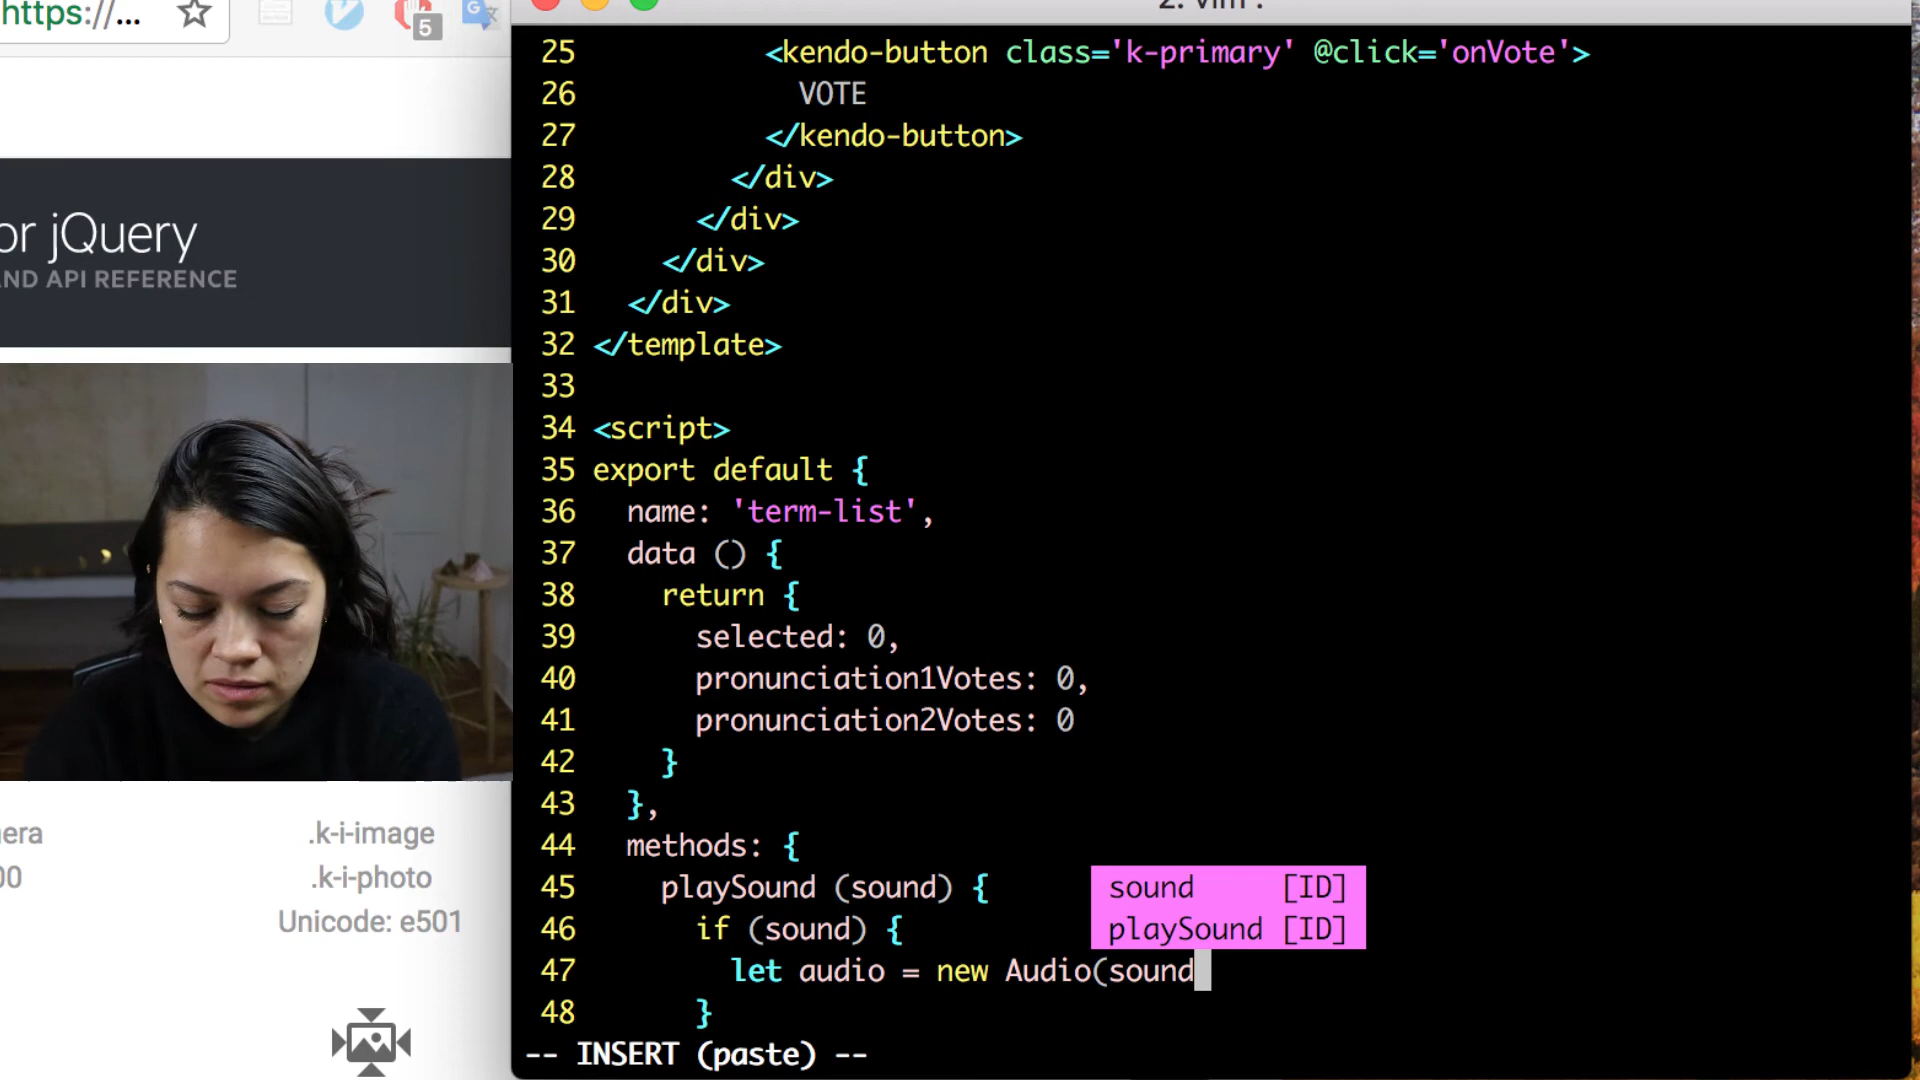 https://...
5
G
2. vim :
or jQuery
ND API REFERENCE
25 <kendo-button class='k-primary' @click='onVote'>
26 VOTE
27 </kendo-button>
28 </div>
29 </div>
30 </div>
31 </div>
32 </template>
33
34 <script>
35 export default {
36 name: 'term-list',
37 data () {
38 return {
39 selected: 0,
40 pronunciation1Votes: 0,
41 pronunciation2Votes: 0
42 }
43 },
44 methods: {
45 playSound (sound) {
46 if (sound) {
47 let audio = new Audio(sound
48 }
sound [ID]
playSound [ID]
-- INSERT (paste) --
era
.k-i-image
00
.k-i-photo
Unicode: e501